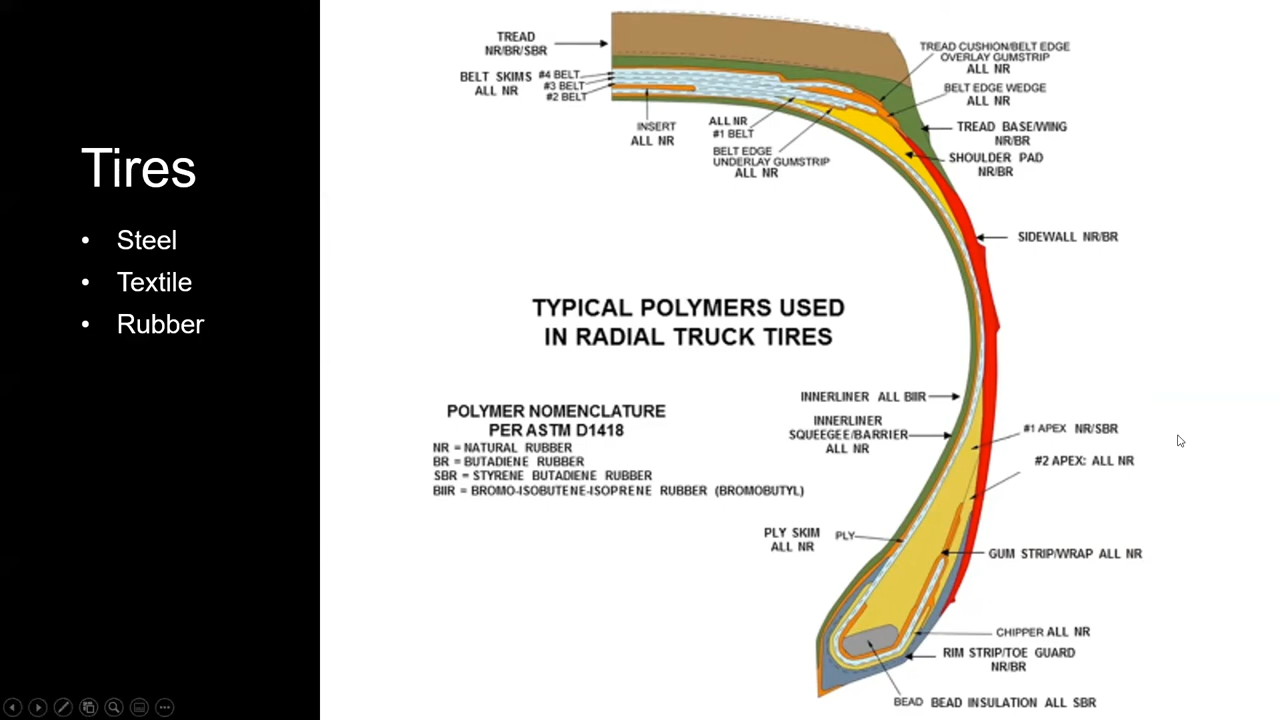 Tires
• Steel
• Textile
• Rubber
TREAD
NR/BR/SBR
BELT SKIMS
ALL NR
#4 BELT
#3 BELT
#2 BELT
INSERT
ALL NR
ALL NR
#1 BELT
BELT EDGE
UNDERLAY GUMSTRIP
ALL NR
TREAD CUSHION/BELT EDGE
OVERLAY GUMSTRIP
ALL NR
BELT EDGE WEDGE
ALL NR
TREAD BASE/WING
NR/BR
SHOULDER PAD
NR/BR
SIDEWALL NR/BR
TYPICAL POLYMERS USED
IN RADIAL TRUCK TIRES
POLYMER NOMENCLATURE
PER ASTM D1418
NR = NATURAL RUBBER
BR = BUTADIENE RUBBER
SBR = STYRENE BUTADIENE RUBBER
BIIR = BROMO-ISOBUTENE-ISOPRENE RUBBER (BROMOBUTYL)
INNERLINER ALL BIIR
INNERLINER
SQUEEGEE/BARRIER
ALL NR
#1 APEX NR/SBR
#2 APEX: ALL NR
PLY SKIM
ALL NR
PLY
GUM STRIP/WRAP ALL NR
CHIPPER ALL NR
RIM STRIP/TOE GUARD
NR/BR
BEAD BEAD INSULATION ALL SBR